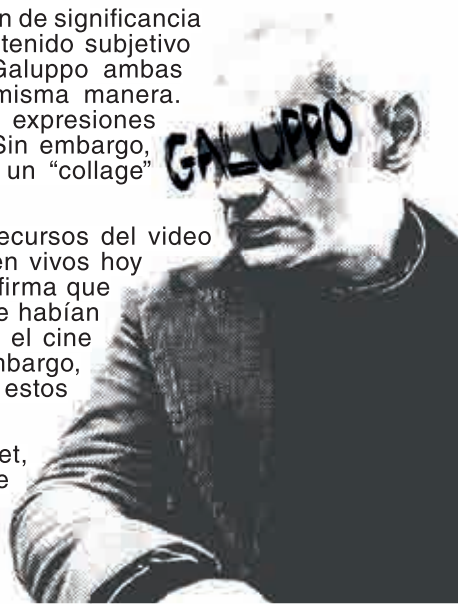 n de significancia
tenido subjetivo
Galuppo ambas
misma manera.
expresiones
Sin embargo,
un “collage”
GALUPPO
ecursos del video
en vivos hoy
firma que
e habían
el cine
mbargo,
estos
et,
e